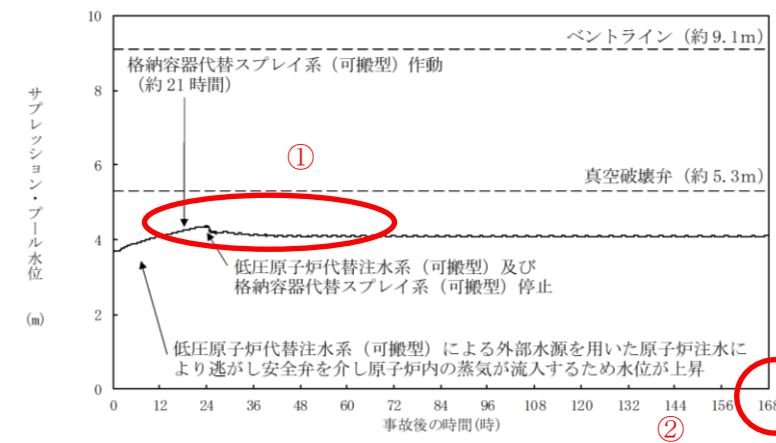 10
ベントライン（約 9.1m）
格納容器代替スプレイ系（可搬型）作動
（約 21 時間）
8
①
6
真空破壊弁（約 5.3m）
サプレッション・プール水位
(m)
4
低圧原子炉代替注水系（可搬型）及び
格納容器代替スプレイ系（可搬型）停止
2
低圧原子炉代替注水系（可搬型）による外部水源を用いた原子炉注水に
より逃がし安全弁を介し原子炉内の蒸気が流入するため水位が上昇
0
0 12 24 36 48 60 72 84 96 108 120 132 144 156 168
事故後の時間(時)
②